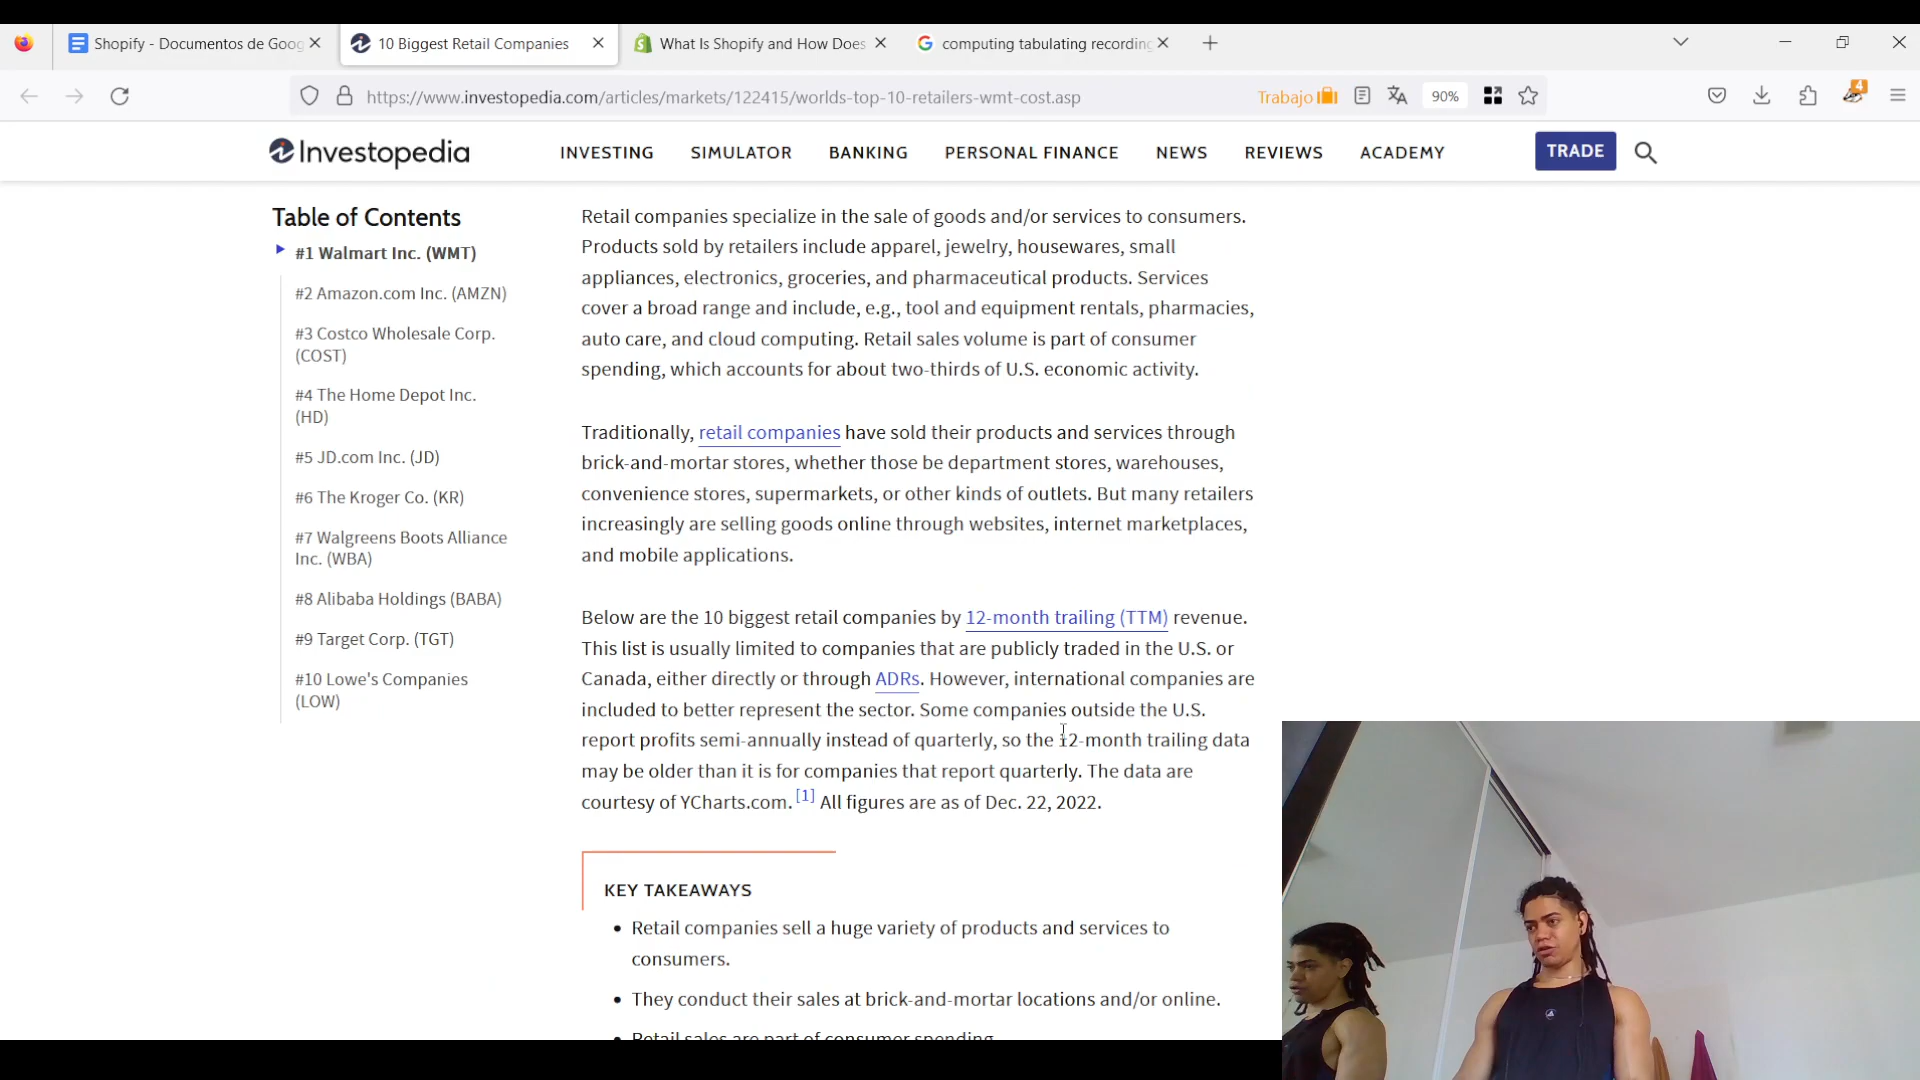 Shopify - Documentos de Goog
10 Biggest Retail Companies
What Is Shopify and How Does
computing tabulating recording
https://www.investopedia.com/articles/markets/122415/worlds-top-10-retailers-wmt-cost.asp
Trabajo
90%
4
Investopedia
INVESTING
SIMULATOR
BANKING
PERSONAL FINANCE
NEWS
REVIEWS
ACADEMY
TRADE
Table of Contents
#1 Walmart Inc. (WMT)
#2 Amazon.com Inc. (AMZN)
#3 Costco Wholesale Corp.
(COST)
#4 The Home Depot Inc.
(HD)
#5 JD.com Inc. (JD)
#6 The Kroger Co. (KR)
#7 Walgreens Boots Alliance
Inc. (WBA)
#8 Alibaba Holdings (BABA)
#9 Target Corp. (TGT)
#10 Lowe's Companies
(LOW)
Retail companies specialize in the sale of goods and/or services to consumers.
Products sold by retailers include apparel, jewelry, housewares, small
appliances, electronics, groceries, and pharmaceutical products. Services
cover a broad range and include, e.g., tool and equipment rentals, pharmacies,
auto care, and cloud computing. Retail sales volume is part of consumer
spending, which accounts for about two-thirds of U.S. economic activity.
Traditionally, retail companies have sold their products and services through
brick-and-mortar stores, whether those be department stores, warehouses,
convenience stores, supermarkets, or other kinds of outlets. But many retailers
increasingly are selling goods online through websites, internet marketplaces,
and mobile applications.
Below are the 10 biggest retail companies by 12-month trailing (TTM) revenue.
This list is usually limited to companies that are publicly traded in the U.S. or
Canada, either directly or through ADRs. However, international companies are
included to better represent the sector. Some companies outside the U.S.
report profits semi-annually instead of quarterly, so the 12-month trailing data
may be older than it is for companies that report quarterly. The data are
courtesy of YCharts.com. [1] All figures are as of Dec. 22, 2022.
KEY TAKEAWAYS
• Retail companies sell a huge variety of products and services to
consumers.
• They conduct their sales at brick-and-mortar locations and/or online.
• Retail sales are part of consumer spending